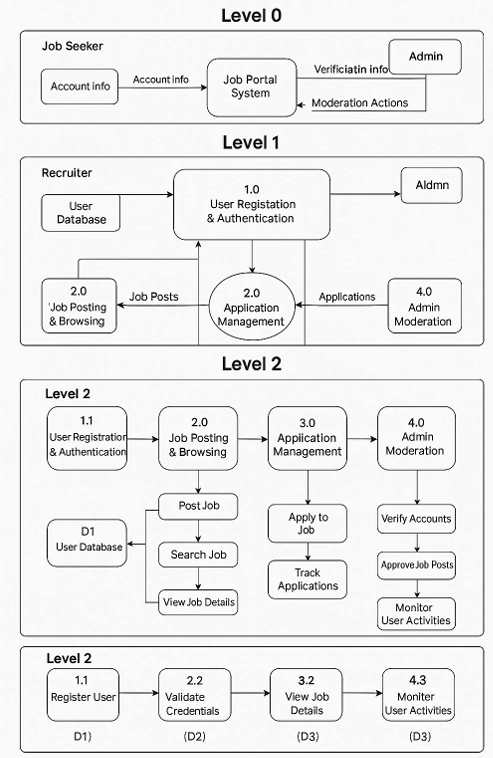 Level 0
Job Seeker
Admin
Account info
Account info
Job Portal
System
Verificiatin info
Moderation Actions
Level 1
Recruiter
User
Database
1.0
User Registation
& Authentication
Aldmn
2.0
'Job Posting
& Browsing
Job Posts
2.0
Application
Management
Applications
4.0
Admin
Moderation
Level 2
Level 2
1.1
User Registration
& Authentication
2.0
Job Posting
& Browsing
3.0
Application
Management
4.0
Admin
Moderation
Post Job
D1
User Database
Search Job
View Job Details
Apply to
Job
Track
Applications
Verify Accounts
Approve Job Posts
Monitor
User Activities
Level 2
1.1
Register User
2.2
Validate
Credentials
3.2
View Job
Details
4.3
Moniter
User Activities
D1)
(D2)
(D3)
(D3)